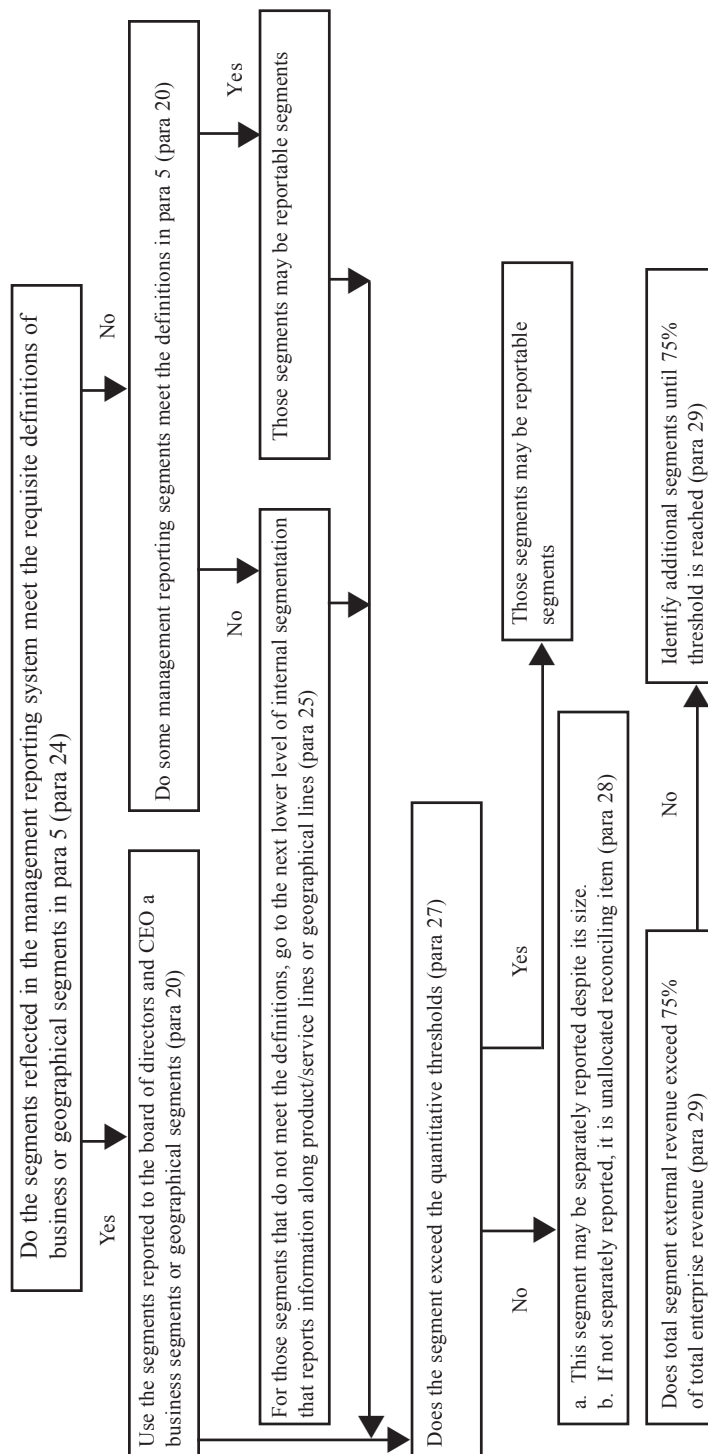 Do the segments reflected in the management reporting system meet the requisite definitions of
business or geographical segments in para 5 (para 24)
Yes
No
Use the segments reported to the board of directors and CEO a
business segments or geographical segments (para 20)
Do some management reporting segments meet the definitions in para 5 (para 20)
No
Yes
For those segments that do not meet the definitions, go to the next lower level of internal segmentation
that reports information along product/service lines or geographical lines (para 25)
Those segments may be reportable segments
Does the segment exceed the quantitative thresholds (para 27)
No
Yes
Those segments may be reportable
segments
a. This segment may be separately reported despite its size.
b. If not separately reported, it is unallocated reconciling item (para 28)
Does total segment external revenue exceed 75%
of total enterprise revenue (para 29)
No
Identify additional segments until 75%
threshold is reached (para 29)